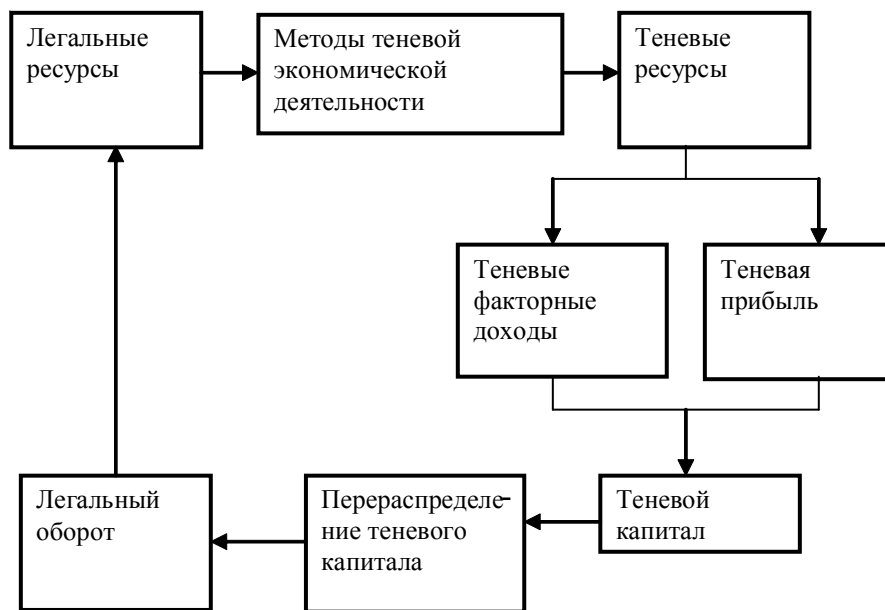 Легальные
ресурсы
Методы теневой
экономической
деятельности
Теневые
ресурсы
Теневые
факторные
доходы
Теневая
прибыль
Теневой
капитал
Перераспределе-
ние теневого
капитала
Легальный
оборот